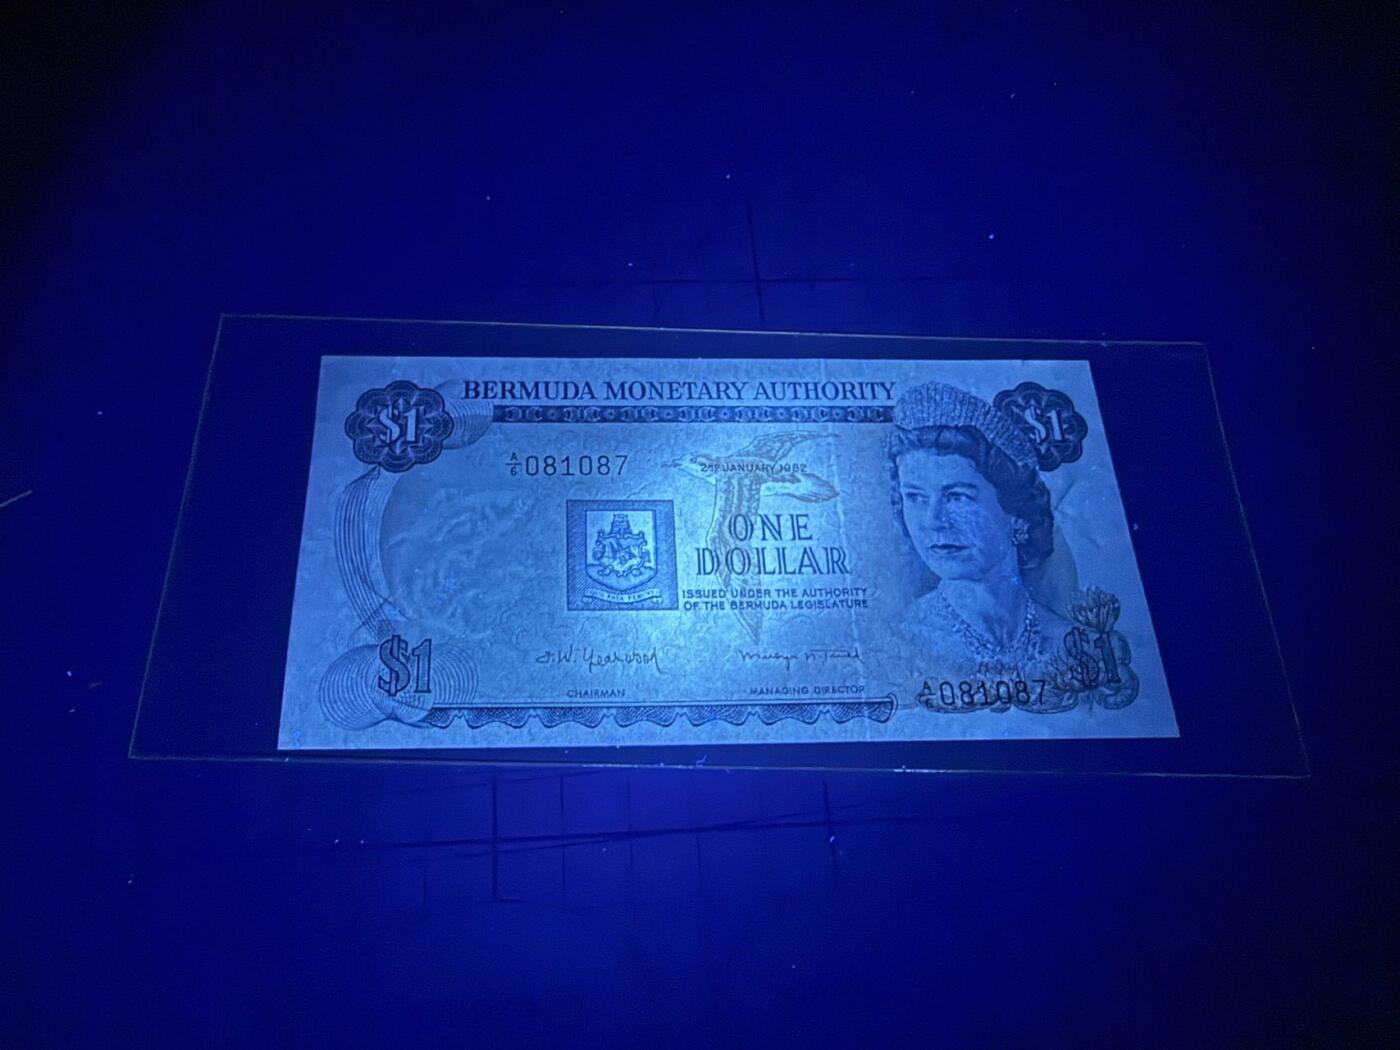 BERMUDA MONETARY AUTHORITY
$1
$1
A/6 081087
2ND JANUARY 1982
ONE
DOLLAR
ISSUED UNDER THE AUTHORITY
OF THE BERMUDA LEGISLATURE
$1
$1
CHAIRMAN
MANAGING DIRECTOR
A/6 081087